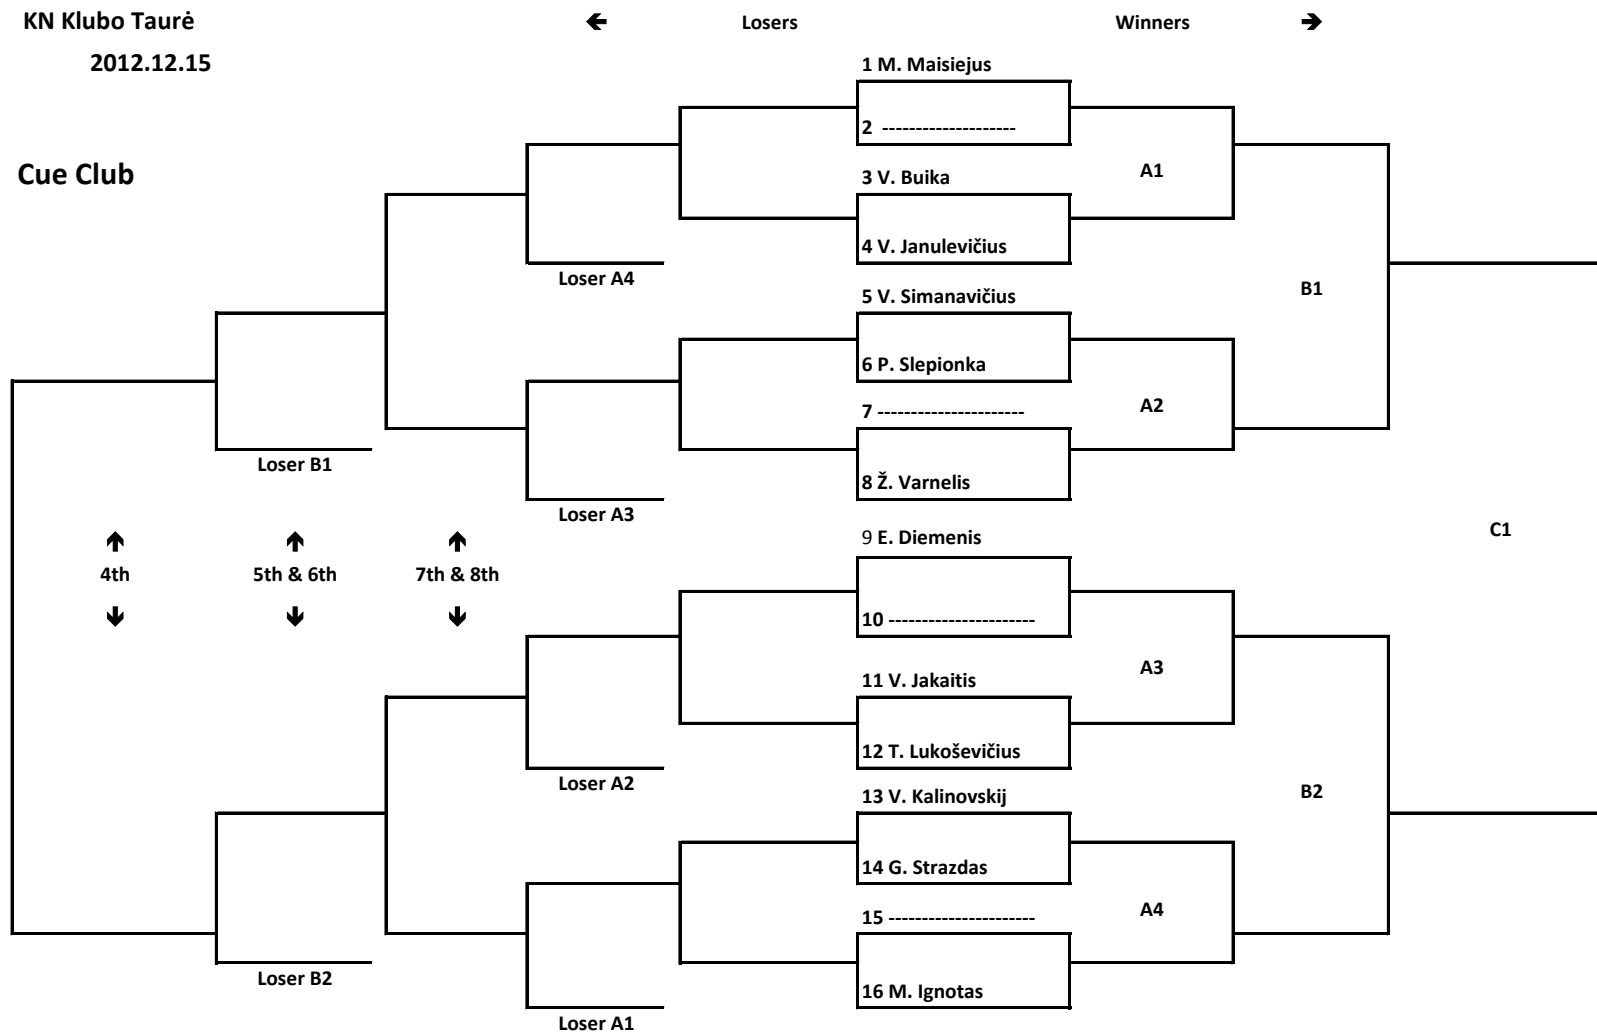 KN Klubo Taurė
🡸 Losers Winners 🡺
2012.12.15
1 M. Maisiejus
2 --------------------
Cue Club
A1
3 V. Buika
4 V. Janulevičius
Loser A4
5 V. Simanavičius
B1
6 P. Slepionka
7 ----------------------
A2
Loser B1
8 Ž. Varnelis
Loser A3
9 E. Diemenis
C1
4th
5th & 6th
7th & 8th
10 ----------------------
A3
11 V. Jakaitis
12 T. Lukoševičius
Loser A2
13 V. Kalinovskij
B2
14 G. Strazdas
15 ----------------------
A4
Loser B2
16 M. Ignotas
Loser A1